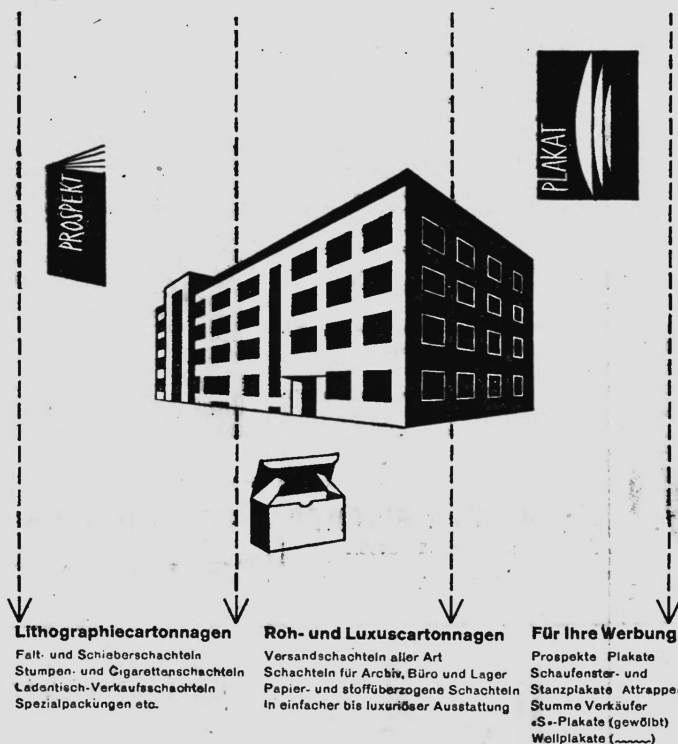 PROSPEKT
PLAKAT
Lithographiecartonnagen
Falt- und Schieberschachteln
Stumpen- und Cigarettenschachteln
Ladentisch-Verkaufsschachteln
Spezialpackungen etc.
Roh- und Luxuscartonnagen
Versandschachteln aller Art
Schachteln für Archiv, Büro und Lager
Papier- und stoffüberzogene Schachteln
in einfacher bis luxuriöser Ausstattung
Für Ihre Werbung
Prospekte Plakate
Schaufenster- und
Stanzplakate Attrappe
Stumme Verkäufer
«S»-Plakate (gewölbt)
Wellplakate (﹏﹏)